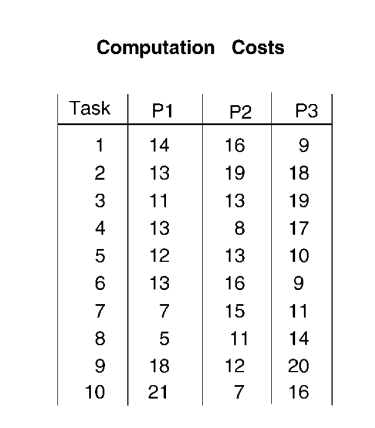 Computation Costs
Task P1 P2 P3
1 14 16 9
2 13 19 18
3 11 13 19
4 13 8 17
5 12 13 10
6 13 16 9
7 7 15 11
8 5 11 14
9 18 12 20
10 21 7 16